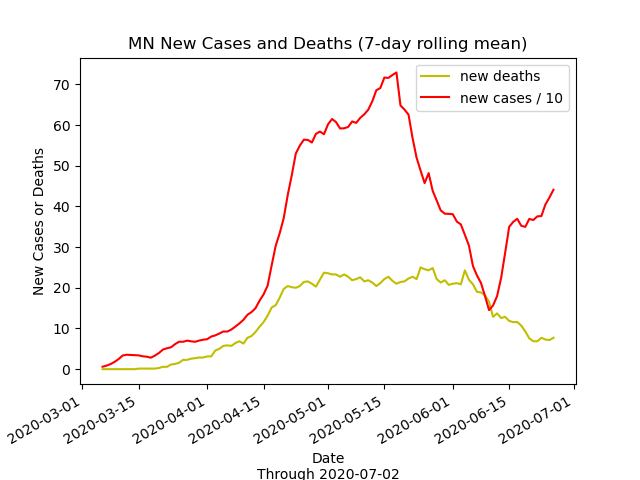 MN New Cases and Deaths (7-day rolling mean)
new deaths
new cases / 10
New Cases or Deaths
70
60
50
40
30
20
10
0
2020-03-01
2020-03-15
2020-04-01
2020-04-15
2020-05-01
2020-05-15
2020-06-01
2020-06-15
2020-07-01
Date
Through 2020-07-02